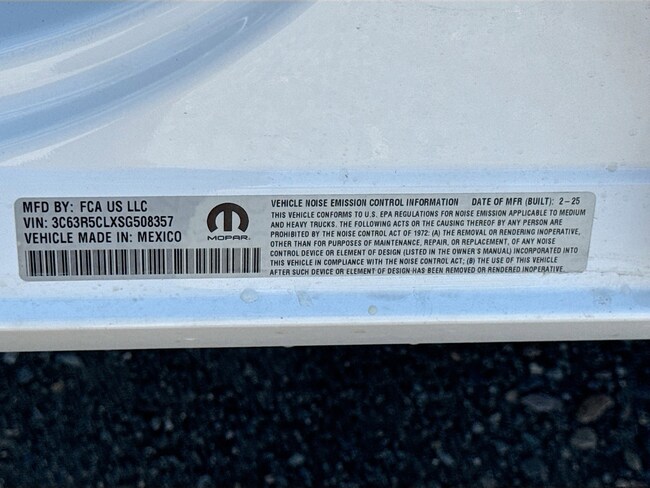 MFD BY: FCA US LLC
VIN: 3C63R5CLXSG508357
VEHICLE MADE IN: MEXICO
MOPAR
VEHICLE NOISE EMISSION CONTROL INFORMATION DATE OF MFR (BUILT): 2-25
THIS VEHICLE CONFORMS TO U.S. EPA REGULATIONS FOR NOISE EMISSION APPLICABLE TO MEDIUM
AND HEAVY TRUCKS. THE FOLLOWING ACTS OR THE CAUSING THEREOF BY ANY PERSON ARE
PROHIBITED BY THE NOISE CONTROL ACT OF 1972: (A) THE REMOVAL OR RENDERING INOPERATIVE,
OTHER THAN FOR PURPOSES OF MAINTENANCE, REPAIR, OR REPLACEMENT, OF ANY NOISE
CONTROL DEVICE OR ELEMENT OF DESIGN (LISTED IN THE OWNER'S MANUAL) INCORPORATED INTO
THIS VEHICLE IN COMPLIANCE WITH THE NOISE CONTROL ACT; (B) THE USE OF THIS VEHICLE
AFTER SUCH DEVICE OR ELEMENT OF DESIGN HAS BEEN REMOVED OR RENDERED INOPERATIVE.